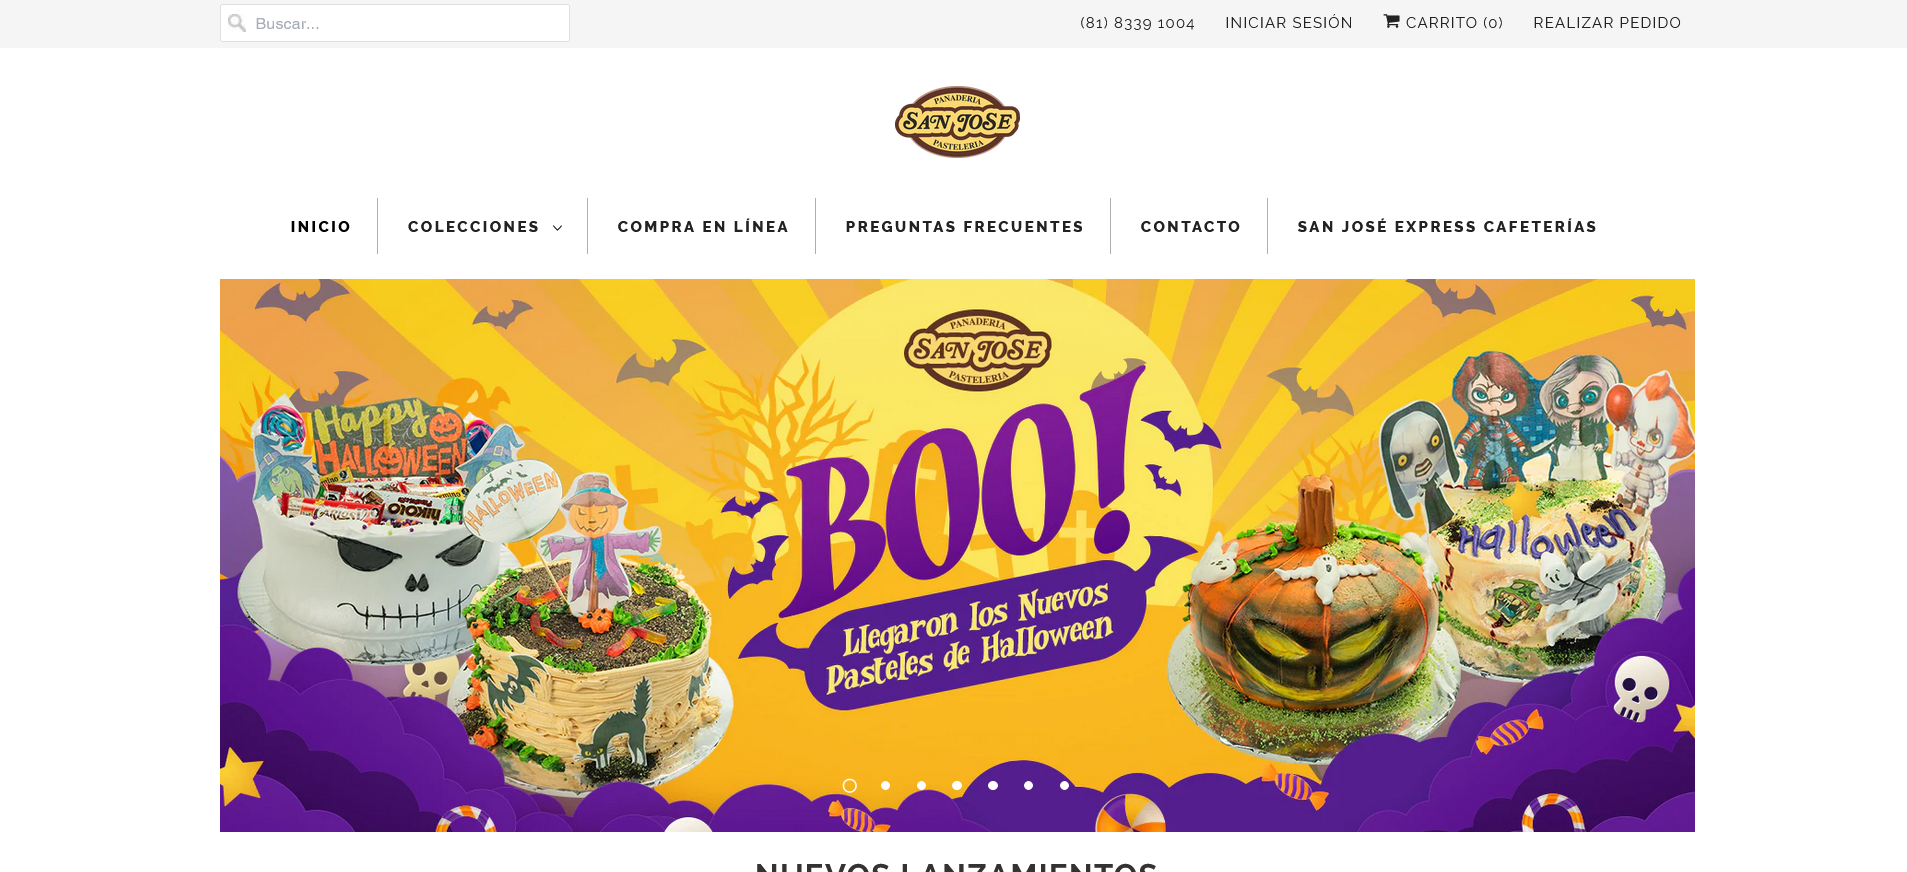 Buscar...
(81) 8339 1004
INICIAR SESIÓN
CARRITO (0)
REALIZAR PEDIDO
PANADERIA
SAN JOSE
PASTELERIA
INICIO
COLECCIONES
COMPRA EN LÍNEA
PREGUNTAS FRECUENTES
CONTACTO
SAN JOSÉ EXPRESS CAFETERÍAS
PANADERIA
SAN JOSE
PASTELERIA
Happy
HALLOWEEN
HALLOWEEN
BOO!
Llegaron los Nuevos
Pasteles de Halloween
Halloween
NUEVOS LANZAMIENTOS